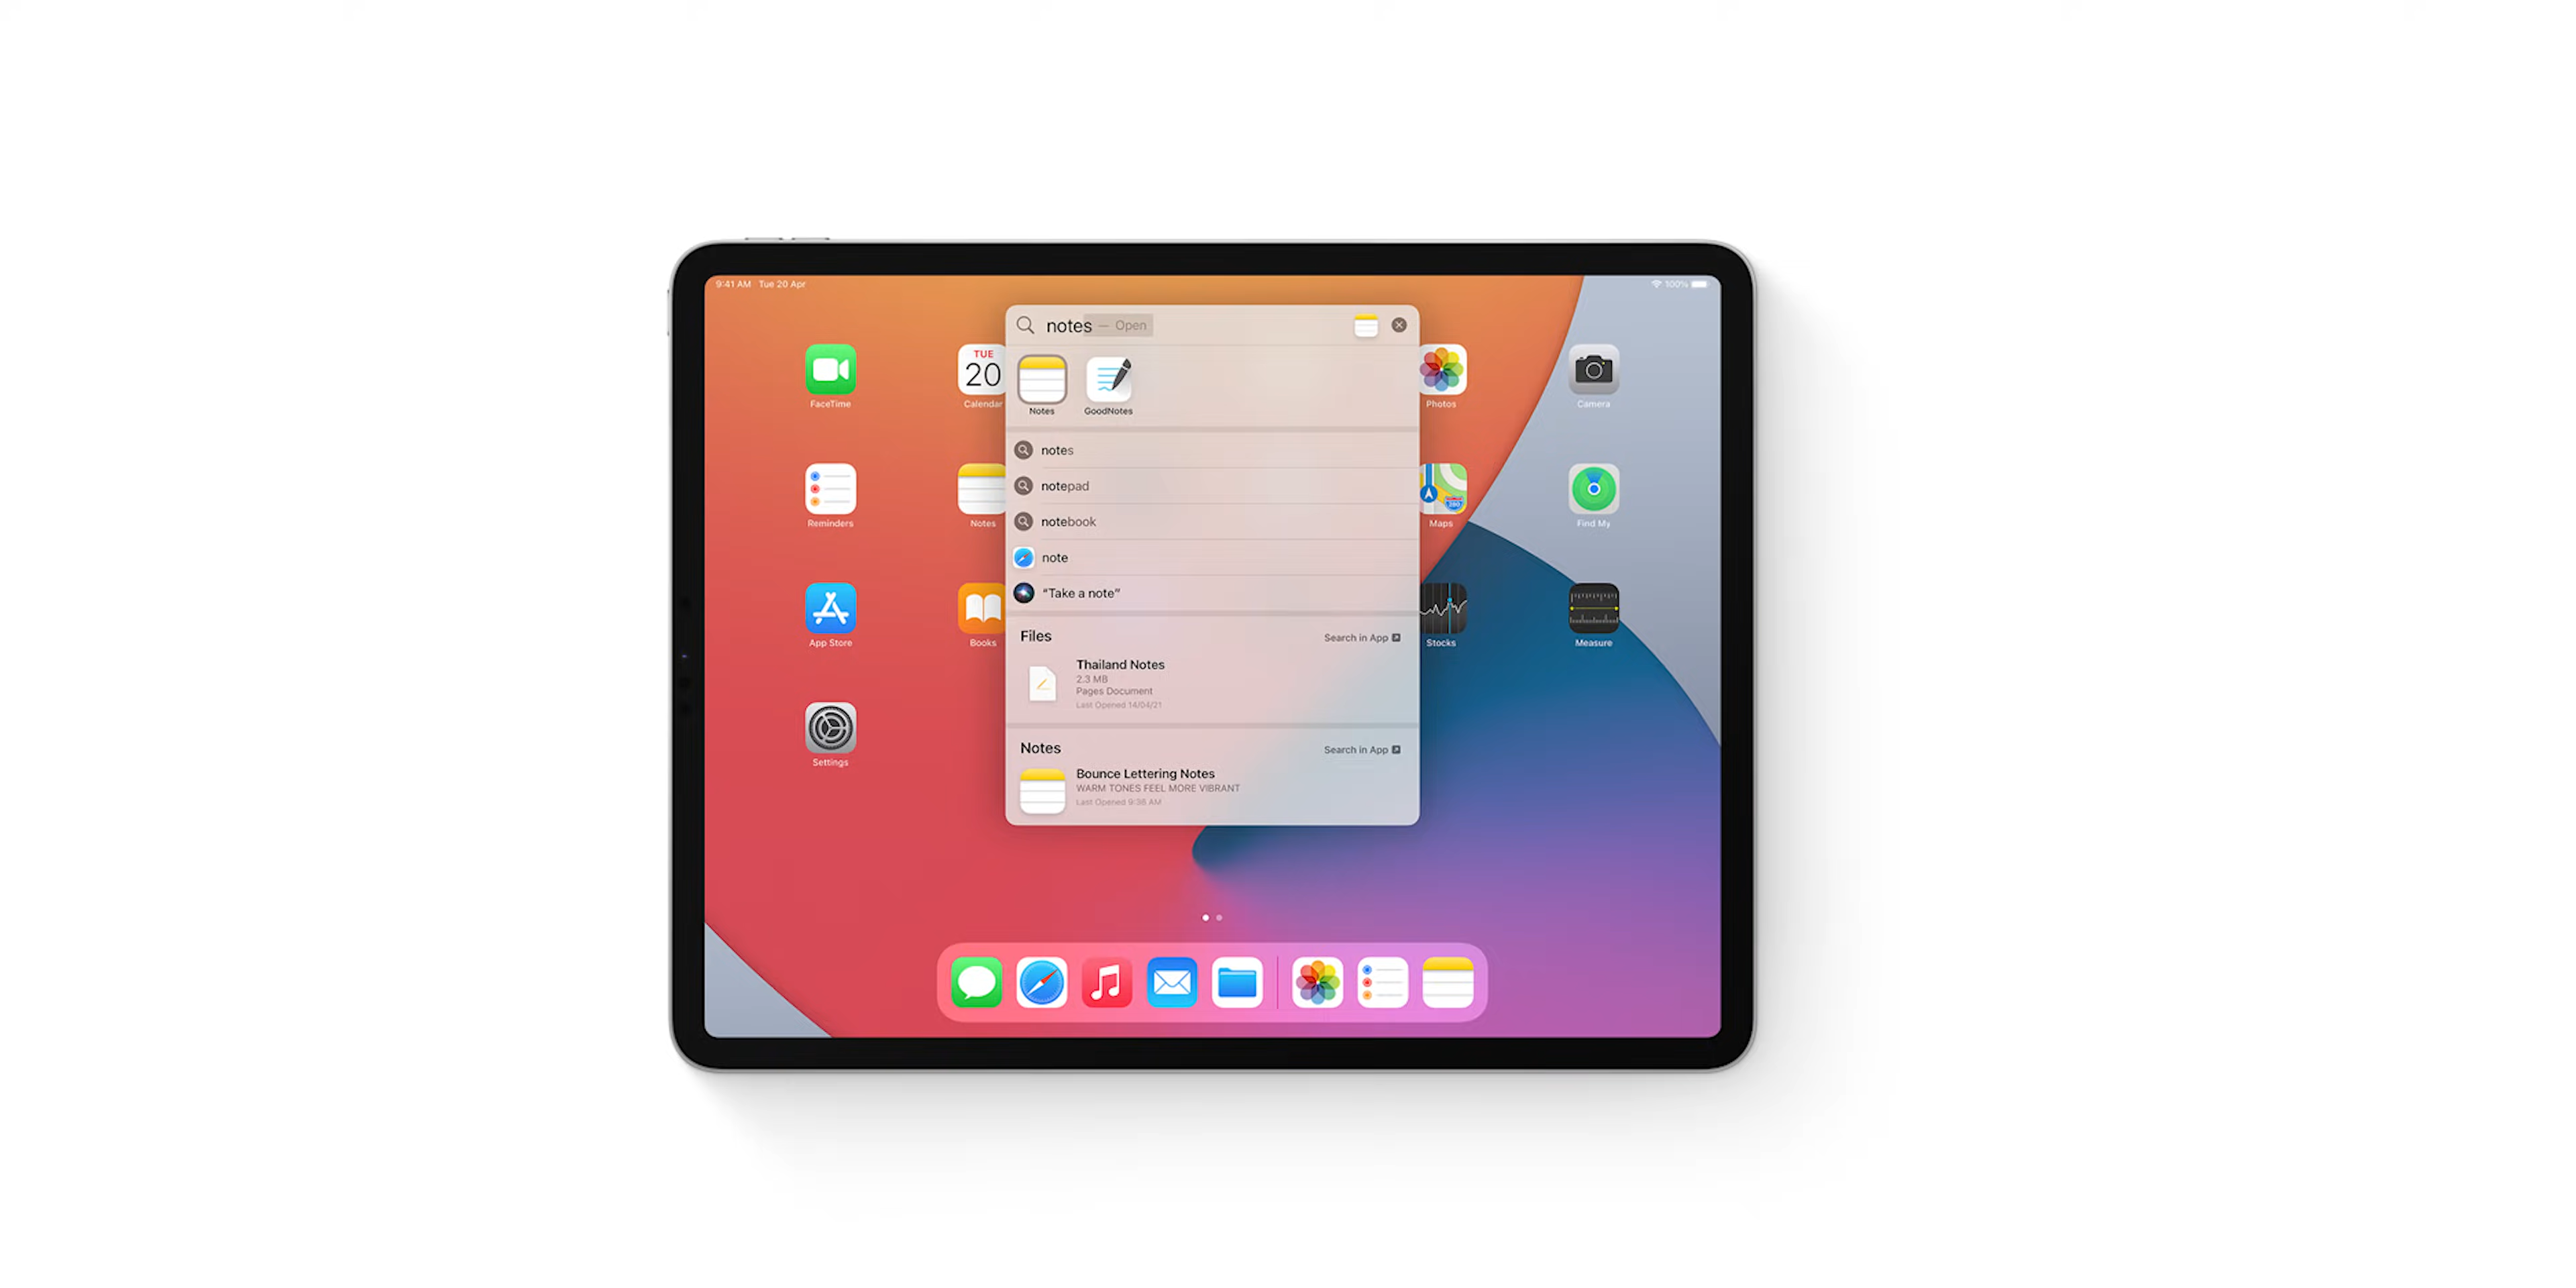 9:41 AM Tue 20 Apr
100%
notes — Open
FaceTime
TUE
20
Calendar
Notes
GoodNotes
Photos
Camera
notes
notepad
notebook
note
“Take a note”
Reminders
Notes
Maps
Find My
App Store
Books
Stocks
Measure
Settings
Files
Search in App
Thailand Notes
2.3 MB
Pages Document
Last Opened 14/04/21
Notes
Search in App
Bounce Lettering Notes
WARM TONES FEEL MORE VIBRANT
Last Opened 9:36 AM